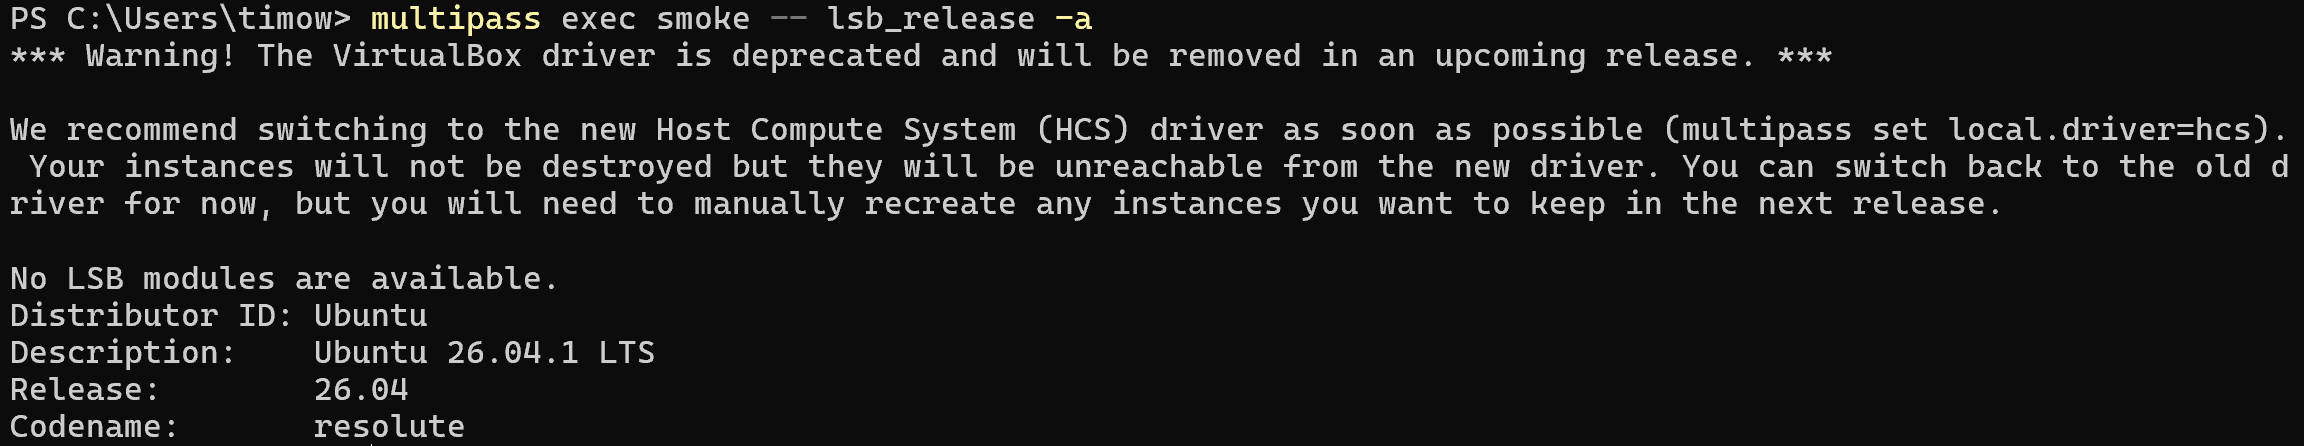 PS C:\Users\timow> multipass exec smoke -- lsb_release -a
*** Warning! The VirtualBox driver is deprecated and will be removed in an upcoming release. ***

We recommend switching to the new Host Compute System (HCS) driver as soon as possible (multipass set local.driver=hcs).
 Your instances will not be destroyed but they will be unreachable from the new driver. You can switch back to the old d
river for now, but you will need to manually recreate any instances you want to keep in the next release.

No LSB modules are available.
Distributor ID: Ubuntu
Description:    Ubuntu 26.04.1 LTS
Release:        26.04
Codename:       resolute